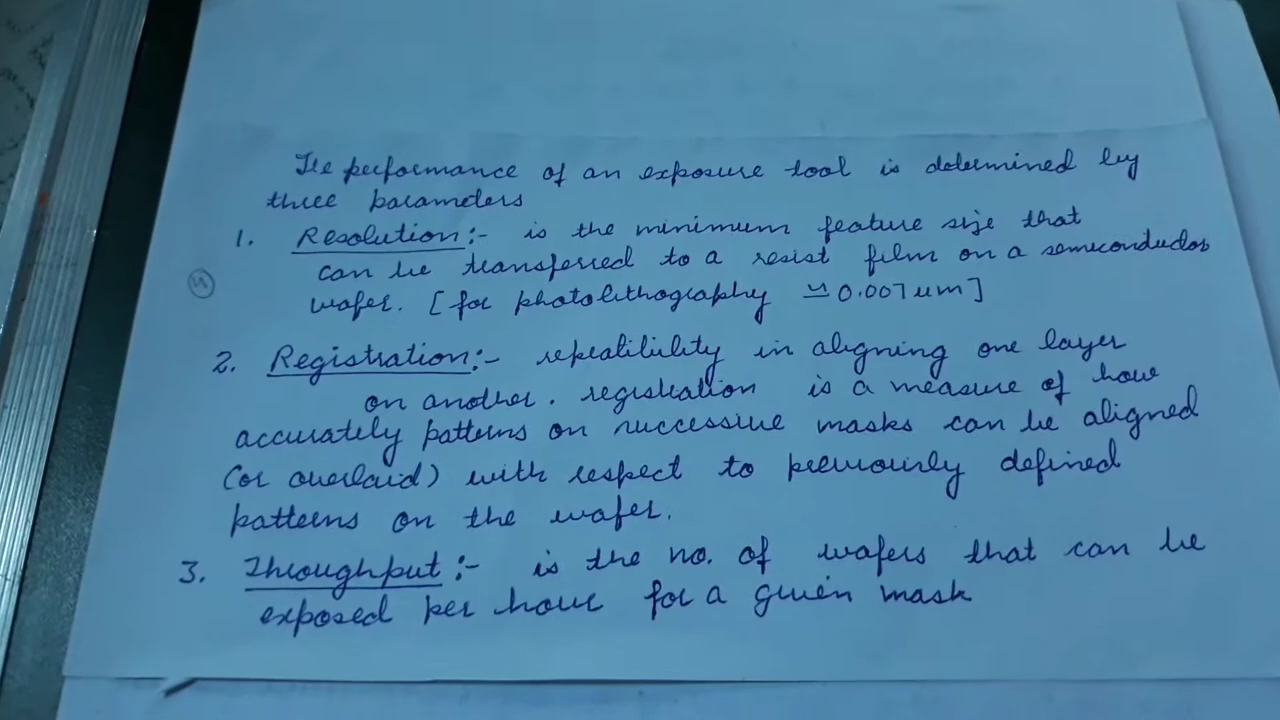 The performance of an exposure tool is determined by
three parameters
1. Resolution:- is the minimum feature size that
can be transferred to a resist film on a semiconductor
wafer. [for photolithography ≃ 0.007 um]
2. Registration:- repeatibility in aligning one layer
on another. registration is a measure of how
accurately patterns on successive masks can be aligned
(or overlaid) with respect to previously defined
patterns on the wafer.
3. Throughput:- is the no. of wafers that can be
exposed per hour for a given mask